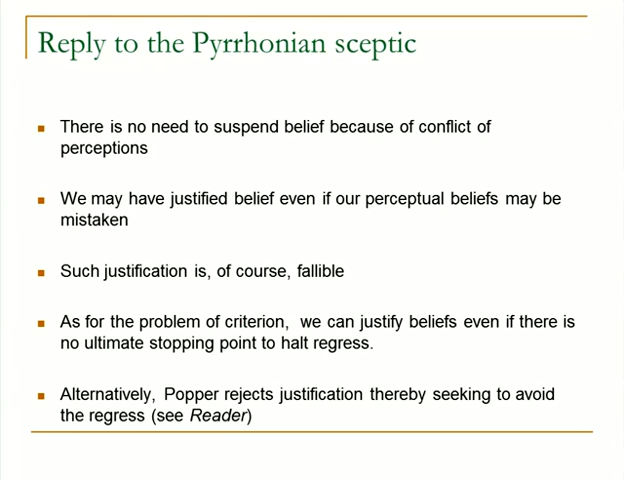 Reply to the Pyrrhonian sceptic
There is no need to suspend belief because of conflict of
perceptions
We may have justified belief even if our perceptual beliefs may be
mistaken
Such justification is, of course, fallible
As for the problem of criterion, we can justify beliefs even if there is
no ultimate stopping point to halt regress.
Alternatively, Popper rejects justification thereby seeking to avoid
the regress (see Reader)